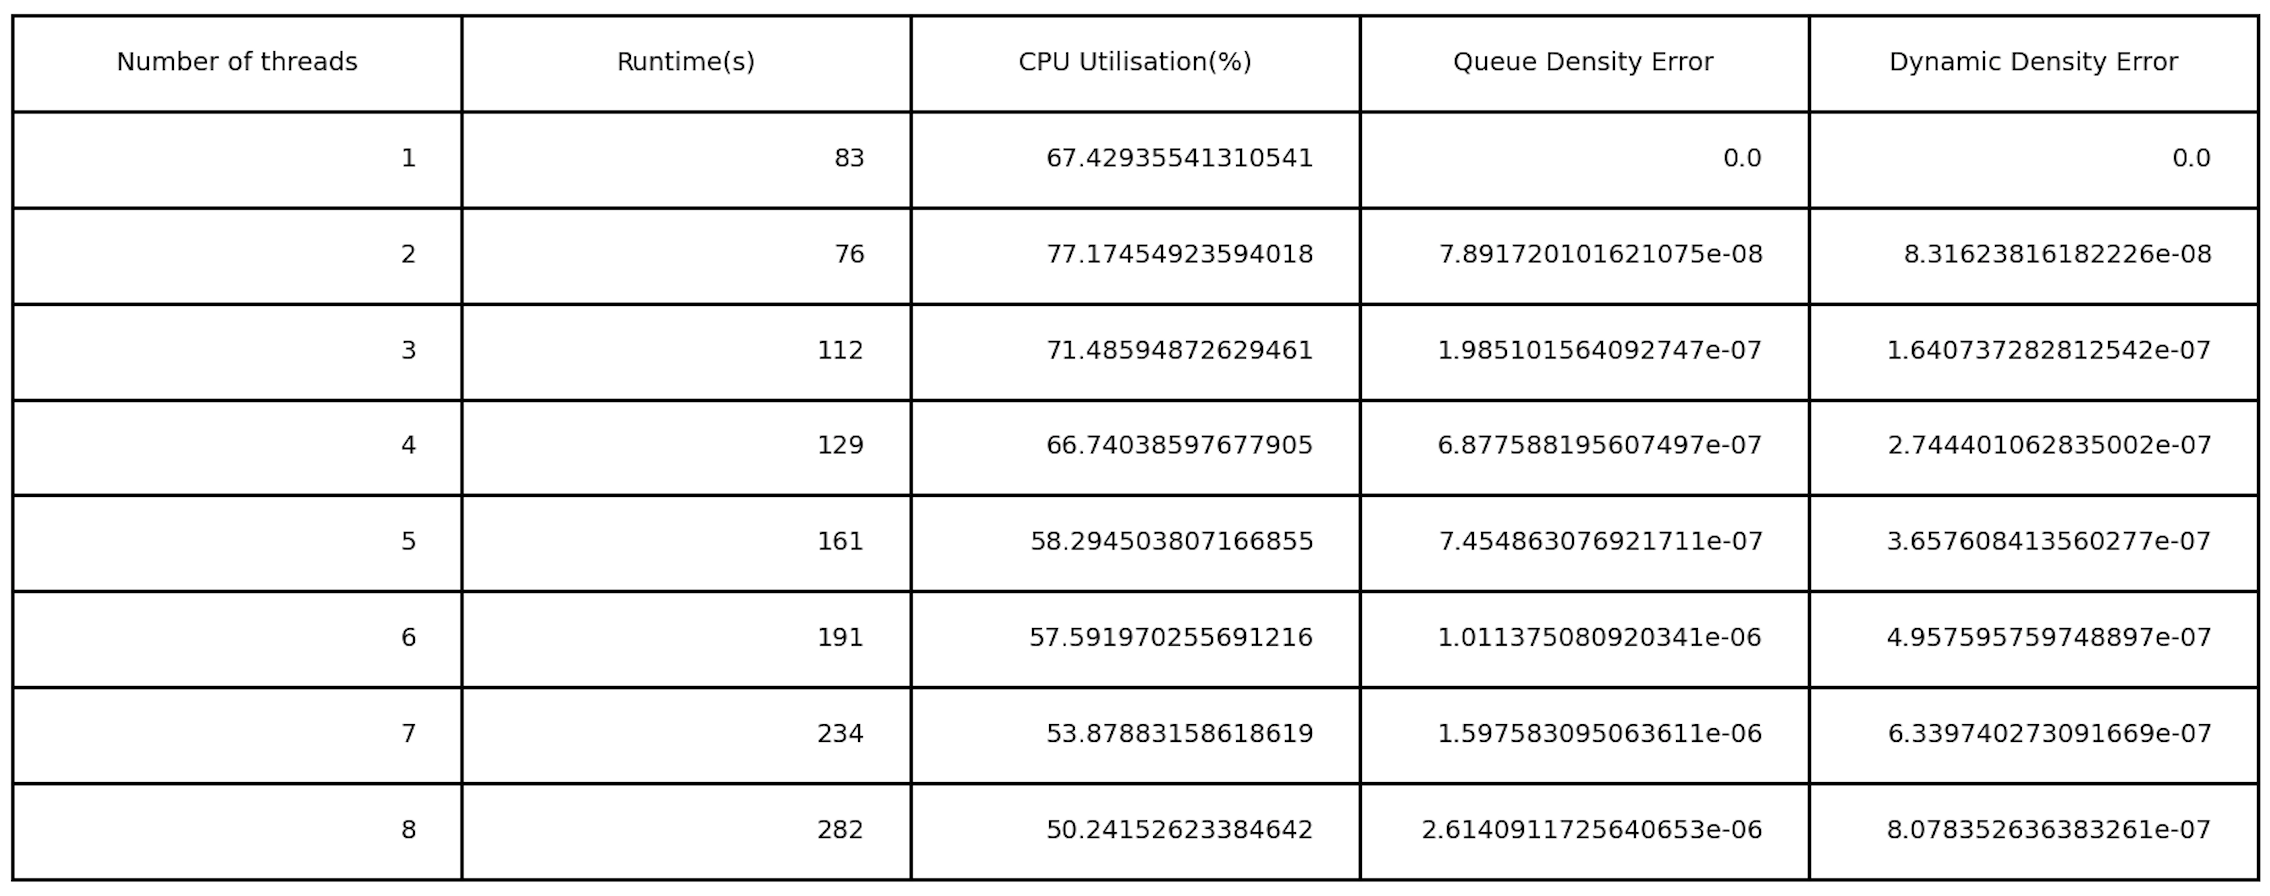 Number of threads Runtime(s) CPU Utilisation(%) Queue Density Error Dynamic Density Error
1 83 67.42935541310541 0.0 0.0
2 76 77.17454923594018 7.891720101621075e-08 8.31623816182226e-08
3 112 71.48594872629461 1.985101564092747e-07 1.640737282812542e-07
4 129 66.74038597677905 6.877588195607497e-07 2.744401062835002e-07
5 161 58.294503807166855 7.454863076921711e-07 3.657608413560277e-07
6 191 57.591970255691216 1.011375080920341e-06 4.957595759748897e-07
7 234 53.87883158618619 1.597583095063611e-06 6.339740273091669e-07
8 282 50.24152623384642 2.6140911725640653e-06 8.078352636383261e-07